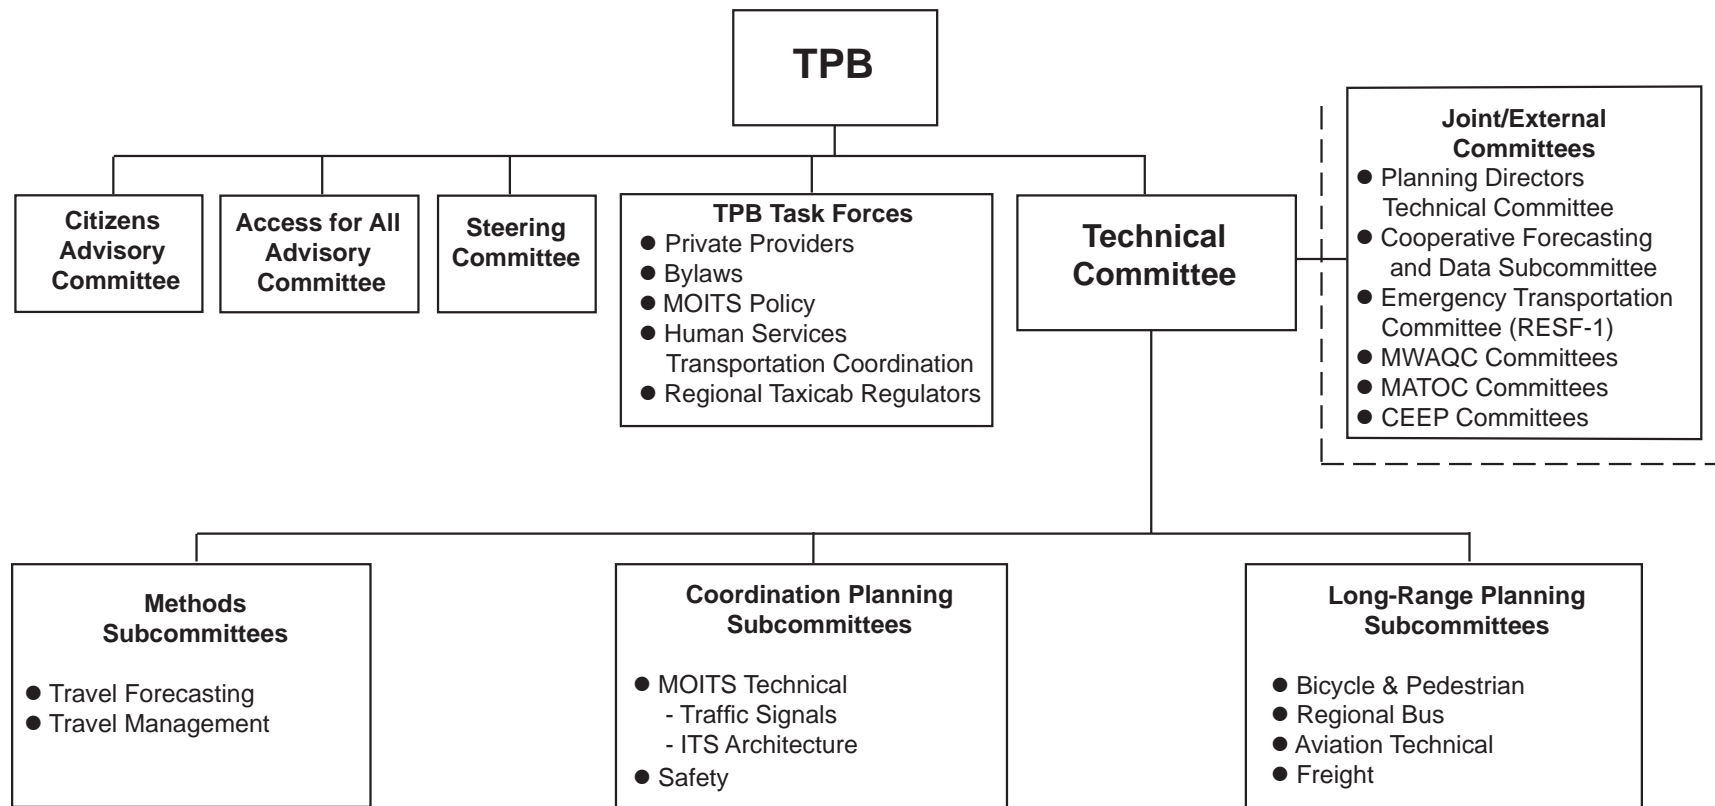 TPB
Citizens
Advisory
Committee
Access for All
Advisory
Committee
Steering
Committee
TPB Task Forces
● Private Providers
● Bylaws
● MOITS Policy
● Human Services
Transportation Coordination
● Regional Taxicab Regulators
Technical
Committee
Joint/External
Committees
● Planning Directors
Technical Committee
● Cooperative Forecasting
and Data Subcommittee
● Emergency Transportation
Committee (RESF-1)
● MWAQC Committees
● MATOC Committees
● CEEP Committees
Methods
Subcommittees
● Travel Forecasting
● Travel Management
Coordination Planning
Subcommittees
● MOITS Technical
- Traffic Signals
- ITS Architecture
● Safety
Long-Range Planning
Subcommittees
● Bicycle & Pedestrian
● Regional Bus
● Aviation Technical
● Freight